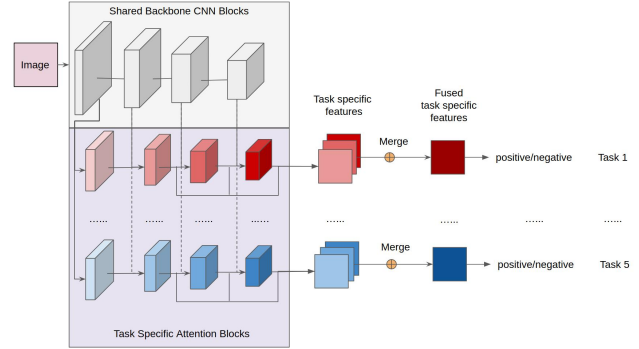 Shared Backbone CNN Blocks
Image
Task specific
features
Fused
task specific
features
Merge
positive/negative
Task 1
......
......
......
......
......
......
......
......
Merge
positive/negative
Task 5
Task Specific Attention Blocks